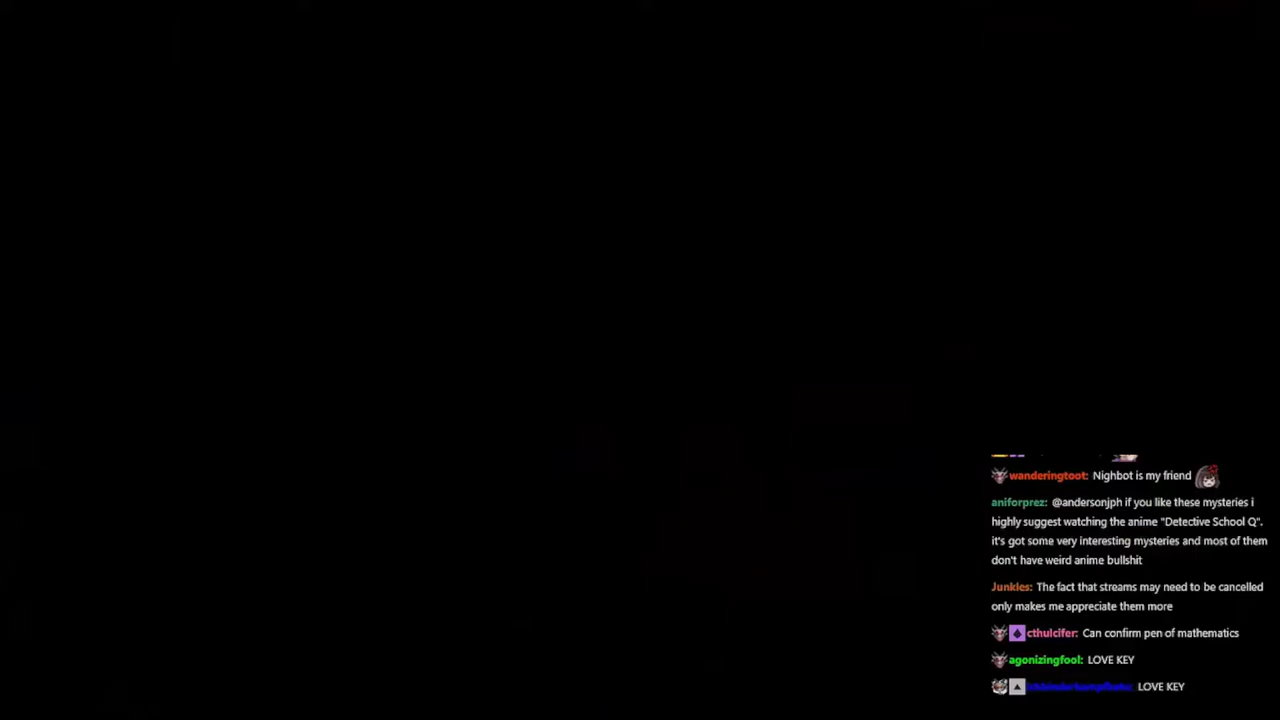 wanderingtoot: Nighbot is my friend
aniforprez: @andersonjph if you like these mysteries i
highly suggest watching the anime "Detective School Q".
it's got some very interesting mysteries and most of them
don't have weird anime bullshit
Junkles: The fact that streams may need to be cancelled
only makes me appreciate them more
cthulcifer: Can confirm pen of mathematics
agonizingfool: LOVE KEY
LOVE KEY